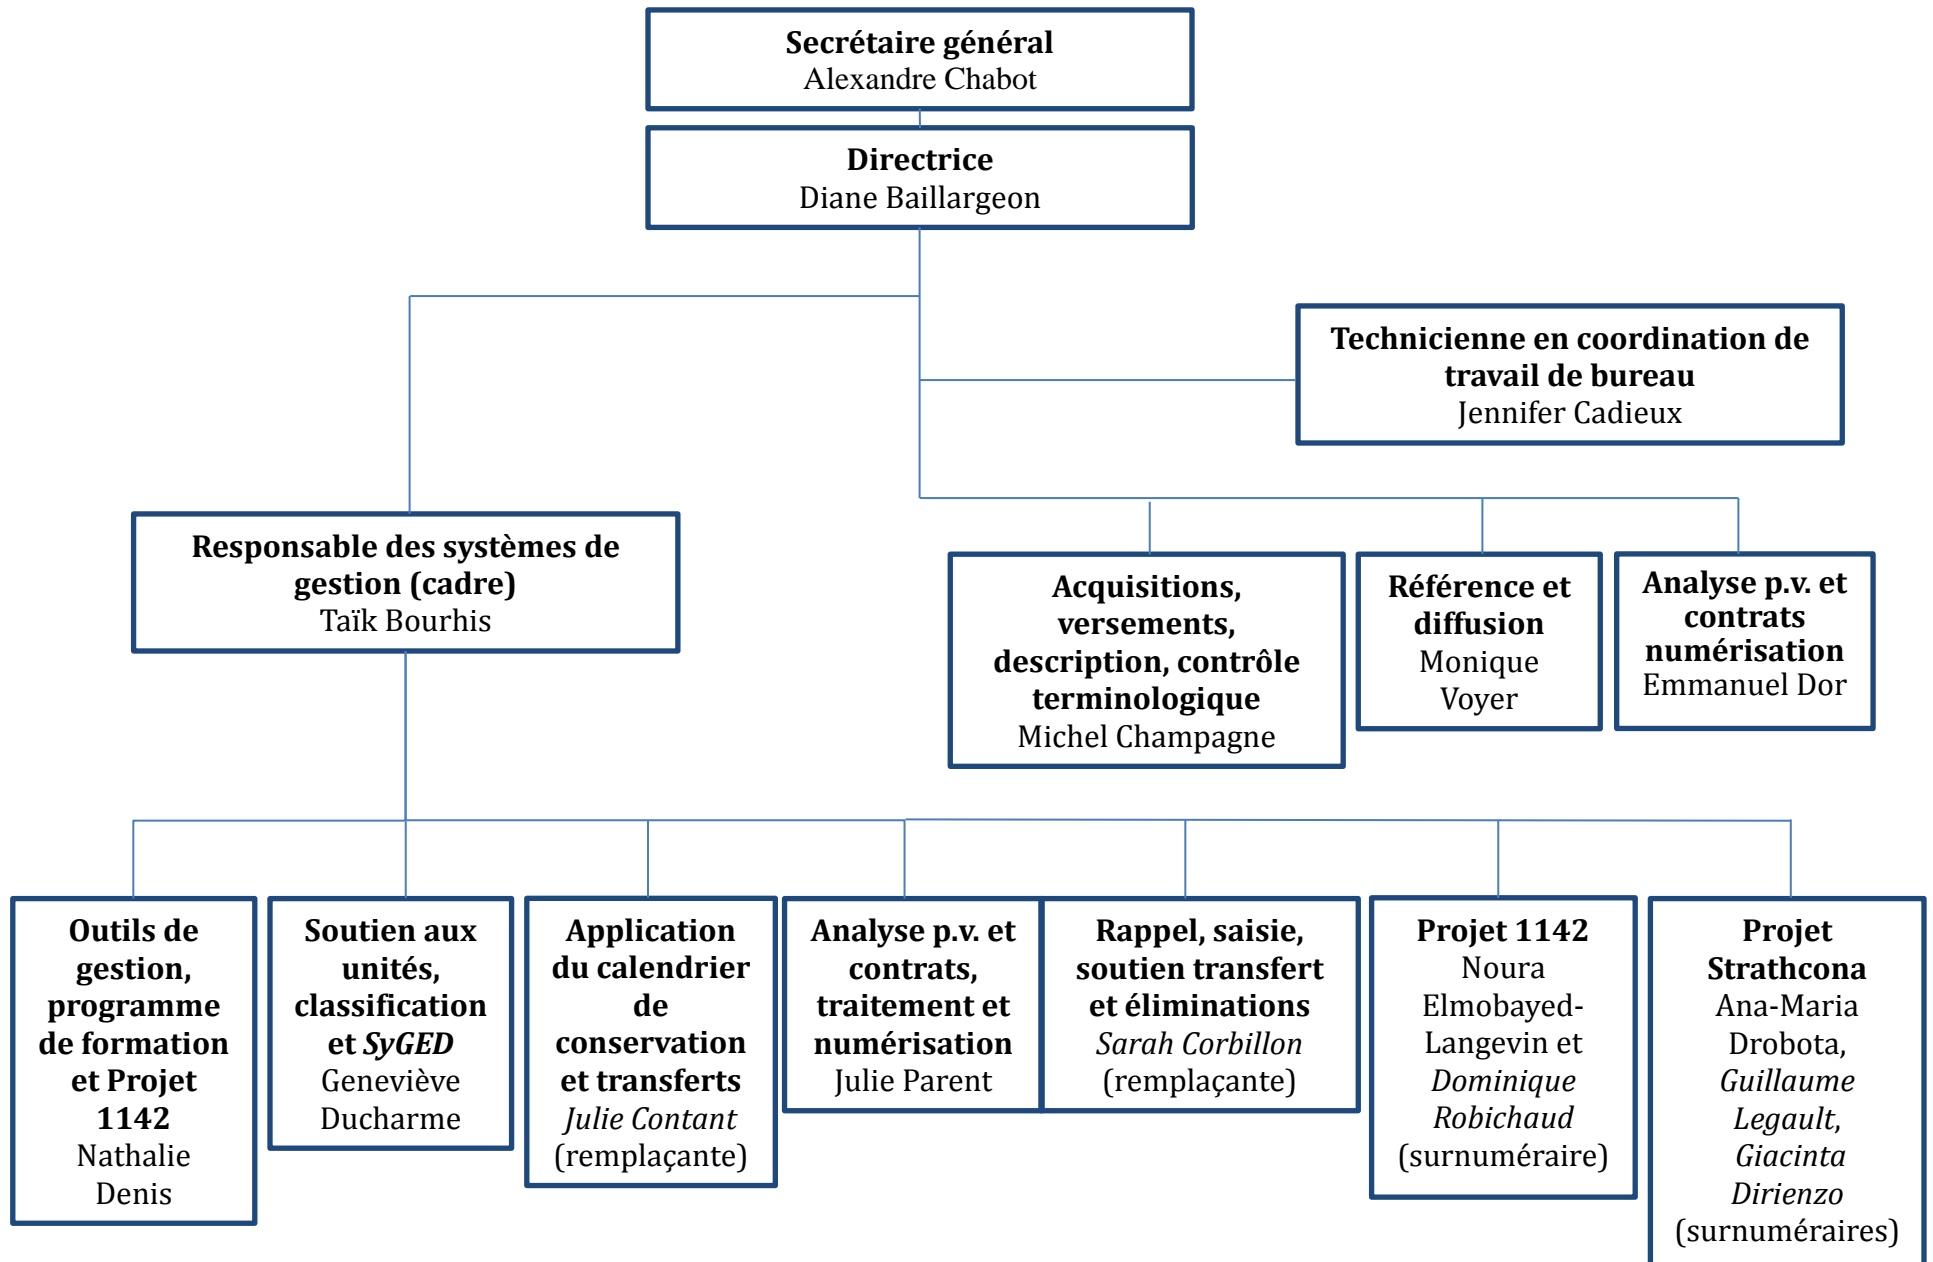 Secrétaire général
Alexandre Chabot
Directrice
Diane Baillargeon
Technicienne en coordination de
travail de bureau
Jennifer Cadieux
Responsable des systèmes de
gestion (cadre)
Taïk Bourhis
Acquisitions,
versements,
description, contrôle
terminologique
Michel Champagne
Référence et
diffusion
Monique
Voyer
Analyse p.v. et
contrats
numérisation
Emmanuel Dor
Outils de
gestion,
programme
de formation
et Projet
1142
Nathalie
Denis
Soutien aux
unités,
classification
et SyGED
Geneviève
Ducharme
Application
du calendrier
de
conservation
et transferts
Julie Contant
(remplaçante)
Analyse p.v. et
contrats,
traitement et
numérisation
Julie Parent
Rappel, saisie,
soutien transfert
et éliminations
Sarah Corbillon
(remplaçante)
Projet 1142
Noura
Elmobayed-
Langevin et
Dominique
Robichaud
(surnuméraire)
Projet
Strathcona
Ana-Maria
Drobota,
Guillaume
Legault,
Giacinta
Dirienzo
(surnuméraires)